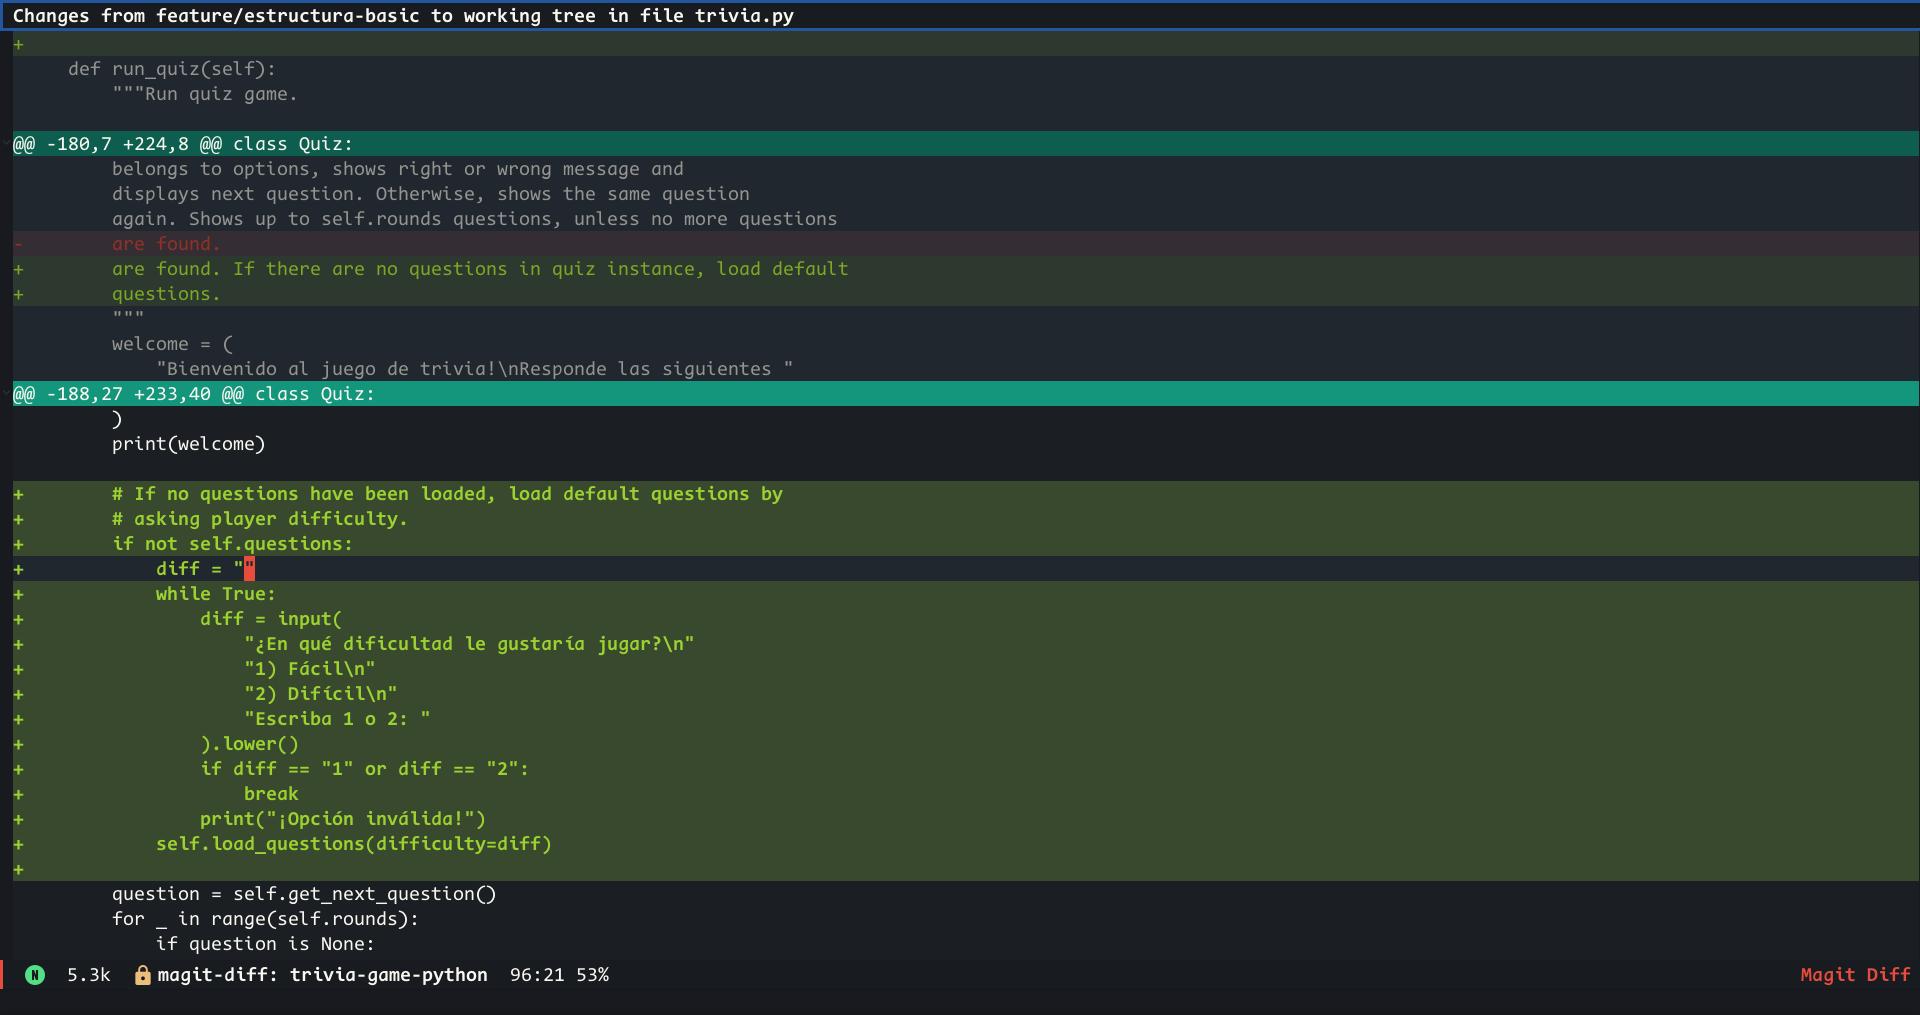 Changes from feature/estructura-basic to working tree in file trivia.py
+
    def run_quiz(self):
        """Run quiz game.
@@ -180,7 +224,8 @@ class Quiz:
        belongs to options, shows right or wrong message and
        displays next question. Otherwise, shows the same question
        again. Shows up to self.rounds questions, unless no more questions
-        are found.
+        are found. If there are no questions in quiz instance, load default
+        questions.
        """
        welcome = (
            "Bienvenido al juego de trivia!\nResponde las siguientes "
@@ -188,27 +233,40 @@ class Quiz:
        )
        print(welcome)
+        # If no questions have been loaded, load default questions by
+        # asking player difficulty.
+        if not self.questions:
+            diff = ""
+            while True:
+                diff = input(
+                    "¿En qué dificultad le gustaría jugar?\n"
+                    "1) Fácil\n"
+                    "2) Difícil\n"
+                    "Escriba 1 o 2: "
+                ).lower()
+                if diff == "1" or diff == "2":
+                    break
+                print("¡Opción inválida!")
+            self.load_questions(difficulty=diff)
+
        question = self.get_next_question()
        for _ in range(self.rounds):
            if question is None:
N 5.3k magit-diff: trivia-game-python 96:21 53% Magit Diff